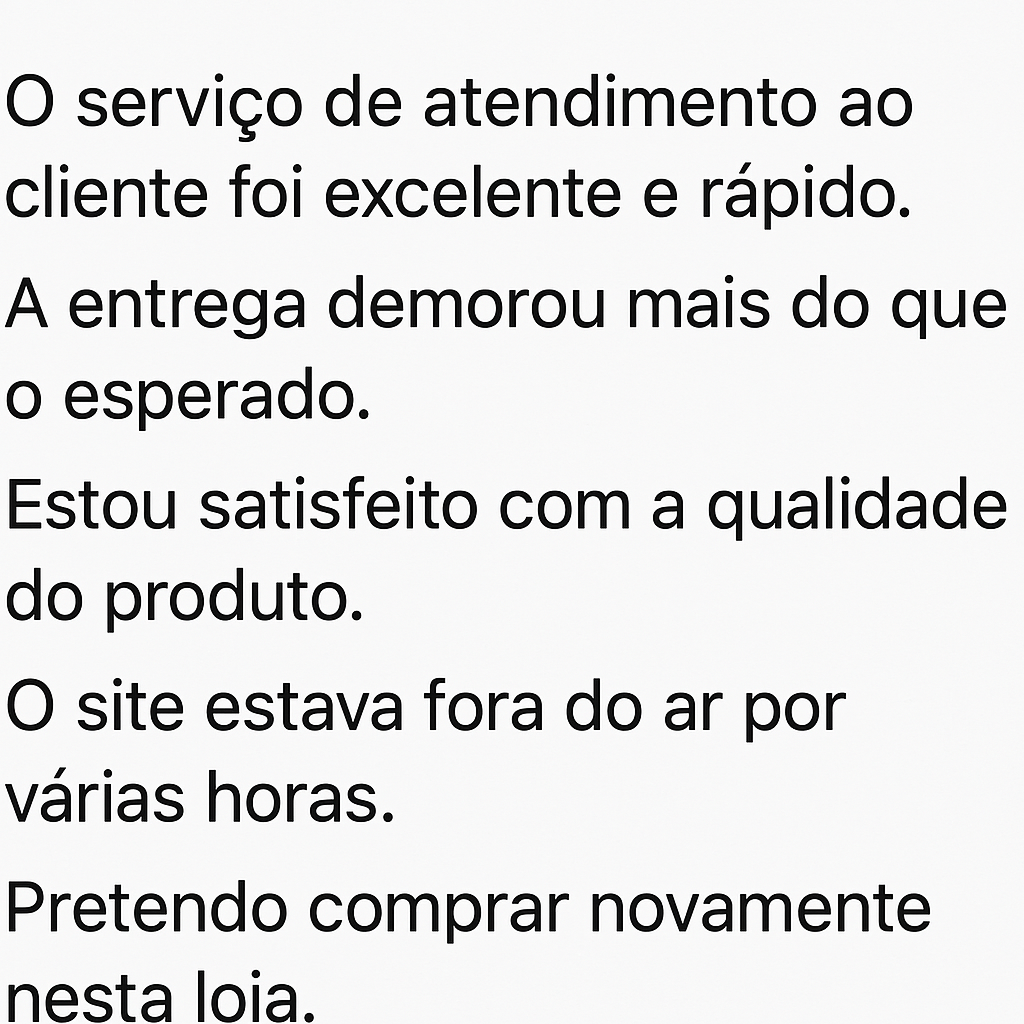 O serviço de atendimento ao
cliente foi excelente e rápido.
A entrega demorou mais do que
o esperado.
Estou satisfeito com a qualidade
do produto.
O site estava fora do ar por
várias horas.
Pretendo comprar novamente
nesta loja.